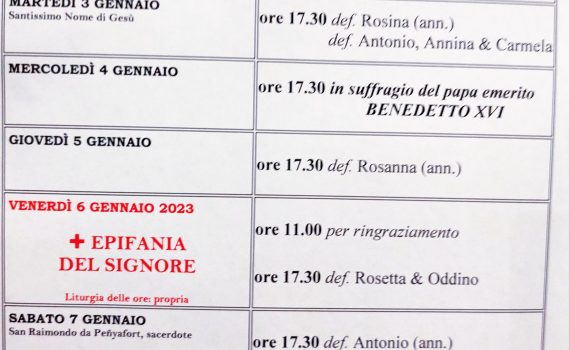 MARTEDÌ 3 GENNAIO
Santissimo Nome di Gesù
ore 17.30 def. Rosina (ann.)
def. Antonio, Annina & Carmela
MERCOLEDÌ 4 GENNAIO
ore 17.30 in suffragio del papa emerito
BENEDETTO XVI
GIOVEDÌ 5 GENNAIO
ore 17.30 def. Rosanna (ann.)
VENERDÌ 6 GENNAIO 2023
+ EPIFANIA
DEL SIGNORE
Liturgia delle ore: propria
ore 11.00 per ringraziamento
ore 17.30 def. Rosetta & Oddino
SABATO 7 GENNAIO
San Raimondo da Peñyafort, sacerdote
ore 17.30 def. Antonio (ann.)